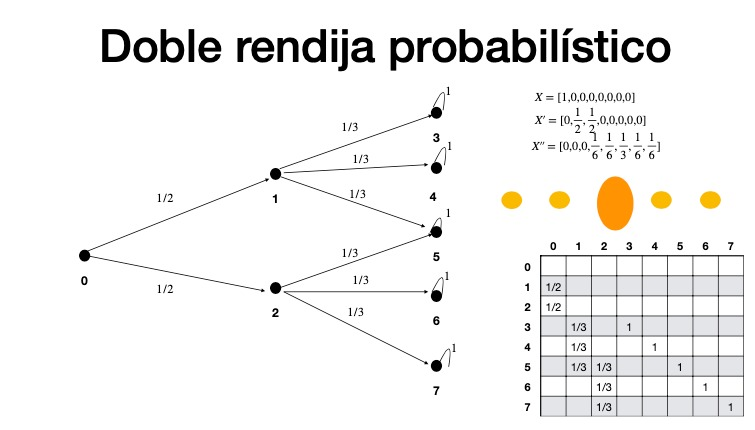 Doble rendija probabilístico
X = [1,0,0,0,0,0,0,0]
X′ = [0,1/2,1/2,0,0,0,0,0]
X″ = [0,0,0,1/6,1/6,1/3,1/6,1/6]
1
1/3
3
1
1/3
4
1/2
1
1/3
1
5
0
1/3
1/2
1/3
1
2
6
1/3
1
7
0 1 2 3 4 5 6 7
0
1 1/2
2 1/2
3 1/3 1
4 1/3 1
5 1/3 1/3 1
6 1/3 1
7 1/3 1